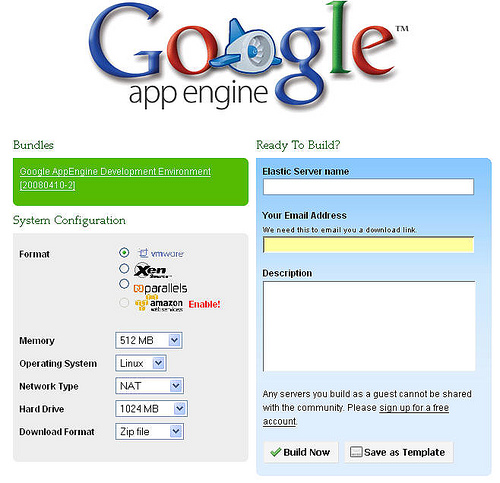 Google™
app engine
Bundles
Google AppEngine Development Environment
[20080410-2]
System Configuration
Format
vmware
Xen
Source
parallels
amazon
web services
Enable!
Memory
512 MB
Operating System
Linux
Network Type
NAT
Hard Drive
1024 MB
Download Format
Zip file
Ready To Build?
Elastic Server name
Your Email Address
We need this to email you a download link.
Description
Any servers you build as a guest cannot be shared
with the community. Please sign up for a free
account.
Build Now
Save as Template